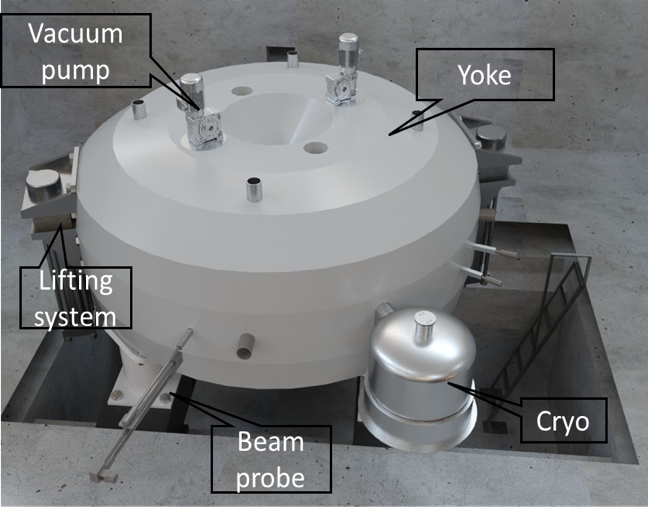 Vacuum
pump
Yoke
Lifting
system
Cryo
Beam
probe